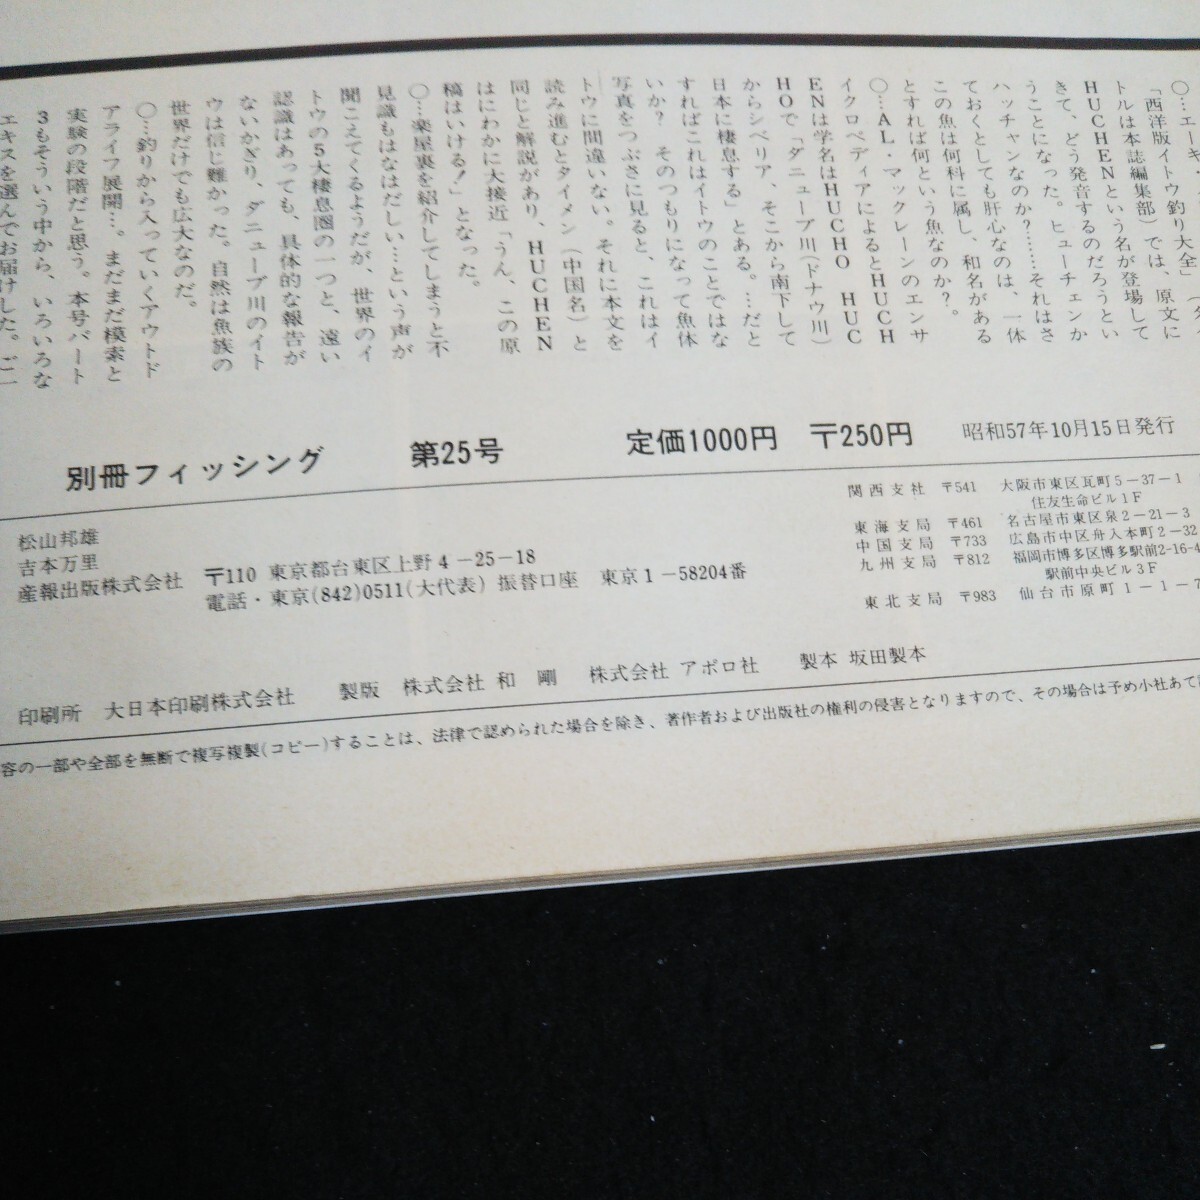 〇…エーキ・
「西洋版イトウ釣り大全」(タ
トルは本誌編集部)では、原文に
HUCHENという名が登場して
きて、どう発音するのだろうとい
うことになった。ヒューチェンか
ハッチャンなのか?……それはさ
ておくとしても肝心なのは、一体
この魚は何科に属し、和名がある
とすれば何という魚なのか?。
〇…AL・マックレーンのエンサ
イクロペディアによるとHUCH
ENは学名はHUCHO HUC
HOで「ダニューブ川(ドナウ川)
からシベリア、そこから南下して
日本に棲息する」とある。…だと
すればこれはイトウのことではな
いか? そのつもりになって魚体
写真をつぶさに見ると、これはイ
トウに間違いない。それに本文を
読み進むとタイメン(中国名)と
同じと解説があり、HUCHEN
はにわかに大接近「うん、この原
稿はいける!」となった。
〇…楽屋裏を紹介してしまうと不
見識もはなはだしい…という声が
聞こえてくるようだが、世界のイ
トウの5大棲息圏の一つと、遠い
認識はあっても、具体的な報告が
ないかぎり、ダニューブ川のイト
ウは信じ難かった。自然は魚族の
世界だけでも広大なのだ。
〇…釣りから入っていくアウトド
アライフ展開…。まだまだ模索と
実験の段階だと思う。本号パート
3もそういう中から、いろいろな
エキスを選んでお届けした。ご一
別冊フィッシング 第25号 定価1000円 〒250円 昭和57年10月15日発行
松山邦雄
吉本万里
産報出版株式会社 〒110 東京都台東区上野4-25-18
電話・東京(842)0511(大代表) 振替口座 東京1-58204番
関西支社 〒541 大阪市東区瓦町5-37-1
住友生命ビル1F
東海支局 〒461 名古屋市東区泉2-21-3
中国支局 〒733 広島市中区舟入本町2-32
九州支局 〒812 福岡市博多区博多駅前2-16-4
駅前中央ビル3F
東北支局 〒983 仙台市原町1-1-7
印刷所 大日本印刷株式会社 製版 株式会社 和剛 株式会社 アポロ社 製本 坂田製本
容の一部や全部を無断で複写複製(コピー)することは、法律で認められた場合を除き、著作者および出版社の権利の侵害となりますので、その場合は予め小社あて